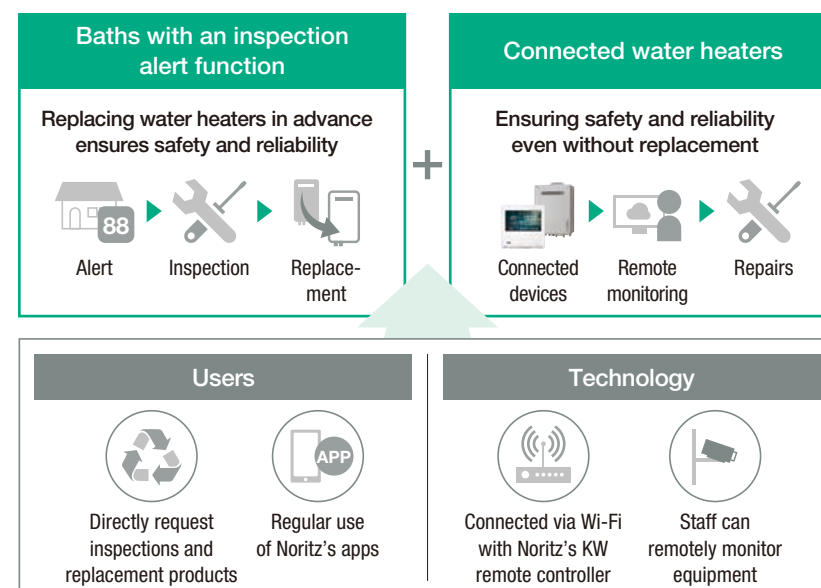 Baths with an inspection
alert function
Replacing water heaters in advance
ensures safety and reliability
88
Alert
Inspection
Replace-
ment
+
Connected water heaters
Ensuring safety and reliability
even without replacement
Connected
devices
Remote
monitoring
Repairs
Users
Directly request
inspections and
replacement products
APP
Regular use
of Noritz's apps
Technology
Connected via Wi-Fi
with Noritz's KW
remote controller
Staff can
remotely monitor
equipment